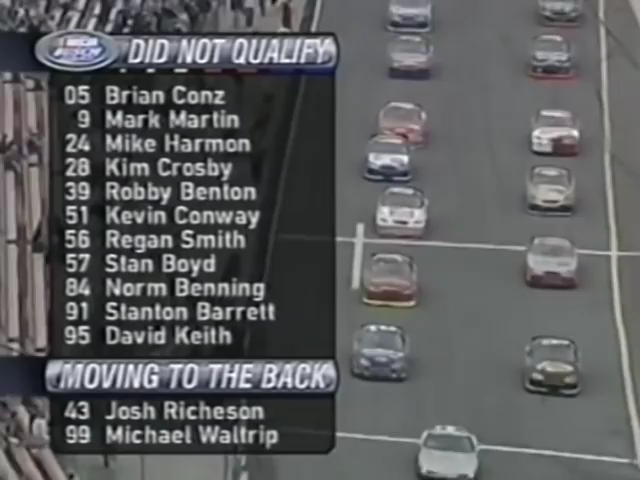 NASCAR
BUSCH
DID NOT QUALIFY
05 Brian Conz
9 Mark Martin
24 Mike Harmon
28 Kim Crosby
39 Robby Benton
51 Kevin Conway
56 Regan Smith
57 Stan Boyd
84 Norm Benning
91 Stanton Barrett
95 David Keith
MOVING TO THE BACK
43 Josh Richeson
99 Michael Waltrip